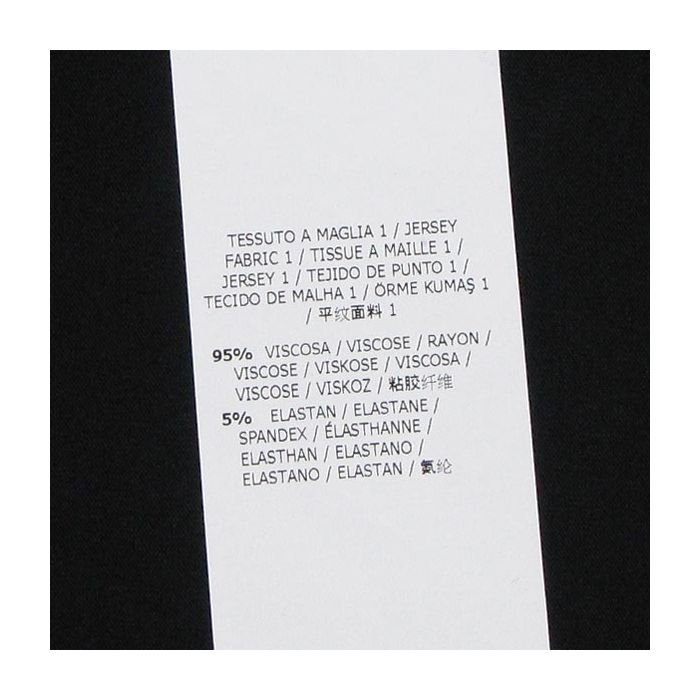 TESSUTO A MAGLIA 1 / JERSEY
FABRIC 1 / TISSUE A MAILLE 1 /
JERSEY 1 / TEJIDO DE PUNTO 1 /
TECIDO DE MALHA 1 / ÖRME KUMAŞ 1
/ 平纹面料 1
95% VISCOSA / VISCOSE / RAYON /
VISCOSE / VISKOSE / VISCOSA /
VISCOSE / VISKOZ / 粘胶纤维
5% ELASTAN / ELASTANE /
SPANDEX / ÉLASTHANNE /
ELASTHAN / ELASTANO /
ELASTANO / ELASTAN / 氨纶